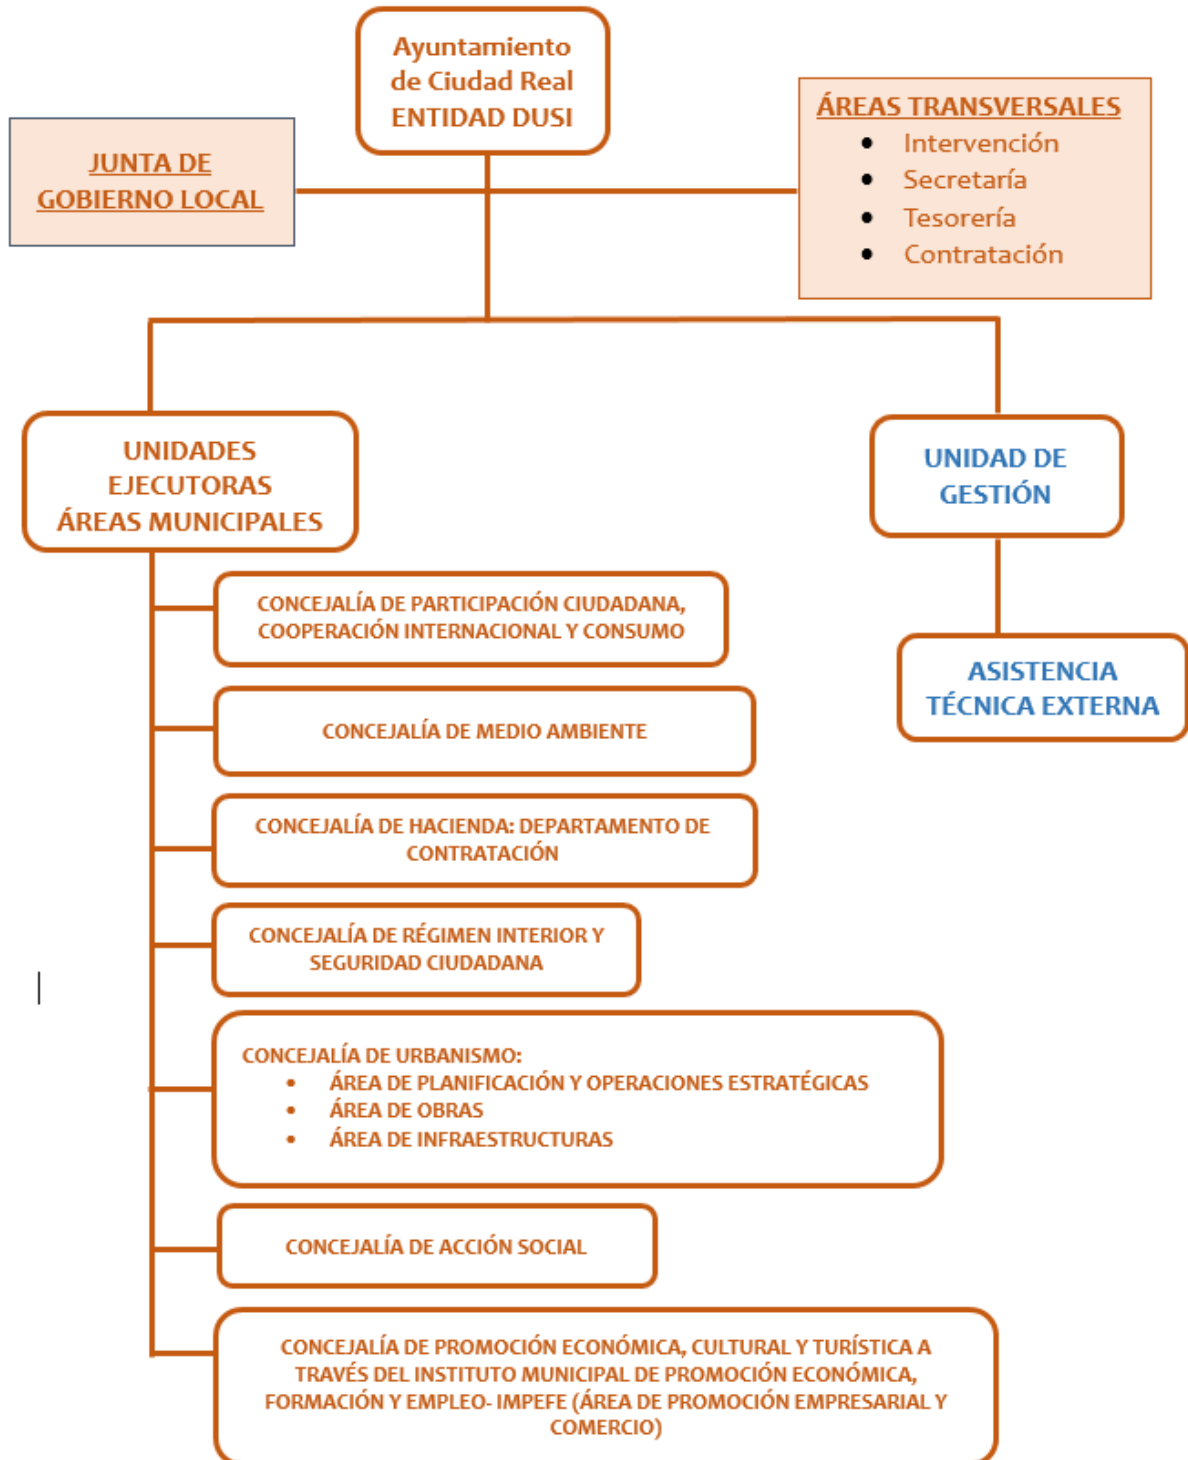 Ayuntamiento
de Ciudad Real
ENTIDAD DUSI
JUNTA DE
GOBIERNO LOCAL
ÁREAS TRANSVERSALES
• Intervención
• Secretaría
• Tesorería
• Contratación
UNIDADES
EJECUTORAS
ÁREAS MUNICIPALES
UNIDAD DE
GESTIÓN
ASISTENCIA
TÉCNICA EXTERNA
CONCEJALÍA DE PARTICIPACIÓN CIUDADANA,
COOPERACIÓN INTERNACIONAL Y CONSUMO
CONCEJALÍA DE MEDIO AMBIENTE
CONCEJALÍA DE HACIENDA: DEPARTAMENTO DE
CONTRATACIÓN
CONCEJALÍA DE RÉGIMEN INTERIOR Y
SEGURIDAD CIUDADANA
CONCEJALÍA DE URBANISMO:
• ÁREA DE PLANIFICACIÓN Y OPERACIONES ESTRATÉGICAS
• ÁREA DE OBRAS
• ÁREA DE INFRAESTRUCTURAS
CONCEJALÍA DE ACCIÓN SOCIAL
CONCEJALÍA DE PROMOCIÓN ECONÓMICA, CULTURAL Y TURÍSTICA A
TRAVÉS DEL INSTITUTO MUNICIPAL DE PROMOCIÓN ECONÓMICA,
FORMACIÓN Y EMPLEO- IMPEFE (ÁREA DE PROMOCIÓN EMPRESARIAL Y
COMERCIO)